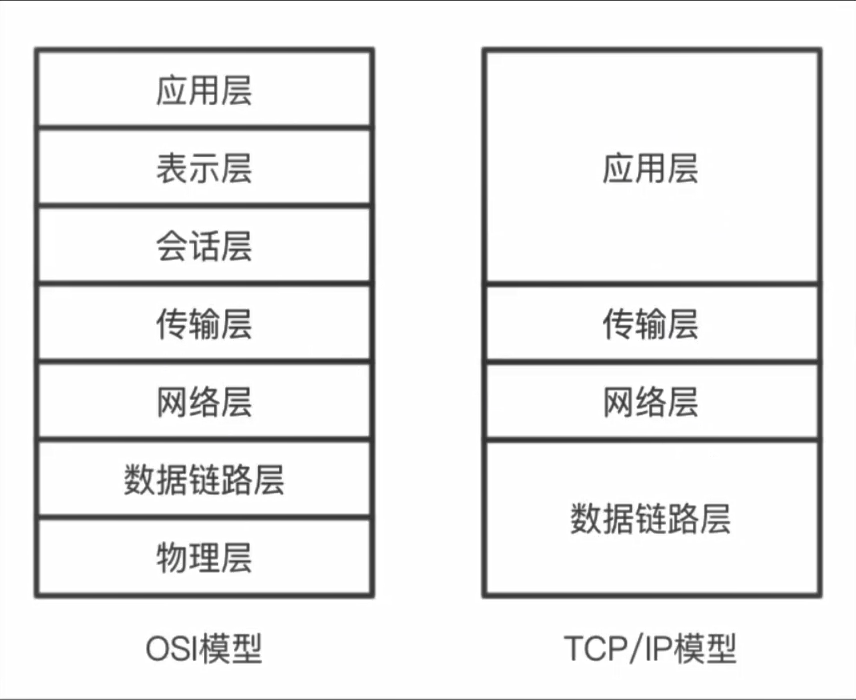 应用层
表示层
会话层
传输层
网络层
数据链路层
物理层
OSI模型
应用层
传输层
网络层
数据链路层
TCP/IP模型